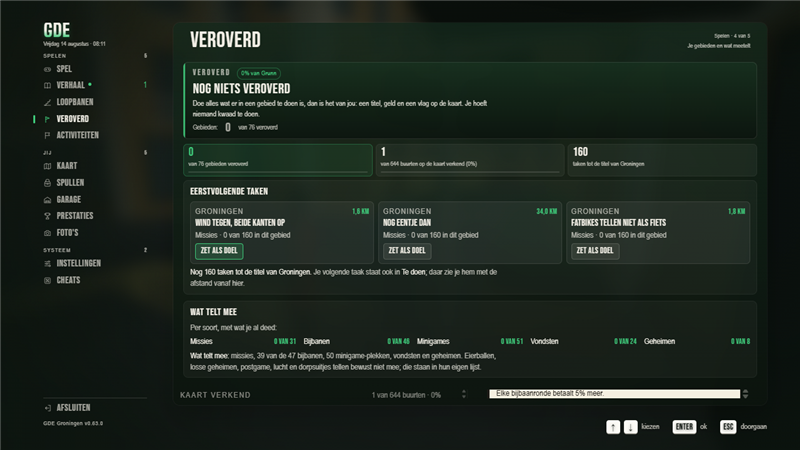 GDE
Vrijdag 14 augustus · 08:11
SPELEN 5
SPEL
VERHAAL 1
LOOPBANEN
VEROVERD
ACTIVITEITEN
JIJ 5
KAART
SPULLEN
GARAGE
PRESTATIES
FOTO'S
SYSTEEM 2
INSTELLINGEN
CHEATS
AFSLUITEN
GDE Groningen v0.63.0
VEROVERD
Spelen · 4 van 5
Je gebieden en wat meetelt
VEROVERD 0% van Grunn
NOG NIETS VEROVERD
Doe alles wat er in een gebied te doen is, dan is het van jou: een titel, geld en een vlag op de kaart. Je hoeft
niemand kwaad te doen.
Gebieden: 0 van 76 veroverd
0
van 76 gebieden veroverd
1
van 644 buurten op de kaart verkend (0%)
160
taken tot de titel van Groningen
EERSTVOLGENDE TAKEN
GRONINGEN 1,6 KM
WIND TEGEN, BEIDE KANTEN OP
Missies · 0 van 160 in dit gebied
ZET ALS DOEL
GRONINGEN 34,0 KM
NOG EENTJE DAN
Missies · 0 van 160 in dit gebied
ZET ALS DOEL
GRONINGEN 1,8 KM
FATBIKES TELLEN NIET ALS FIETS
Missies · 0 van 160 in dit gebied
ZET ALS DOEL
Nog 160 taken tot de titel van Groningen. Je volgende taak staat ook in Te doen; daar zie je hem met de
afstand vanaf hier.
WAT TELT MEE
Per soort, met wat je al deed:
Missies 0 VAN 31 Bijbanen 0 VAN 46 Minigames 0 VAN 51 Vondsten 0 VAN 24 Geheimen 0 VAN 8
Wat telt mee: missies, 39 van de 47 bijbanen, 50 minigame-plekken, vondsten en geheimen. Eierballen,
losse geheimen, postgame, lucht en dorpsuitjes tellen bewust niet mee; die staan in hun eigen lijst.
KAART VERKEND 1 van 644 buurten · 0% Elke bijbaanronde betaalt 5% meer.
↑ ↓ kiezen ENTER ok ESC doorgaan